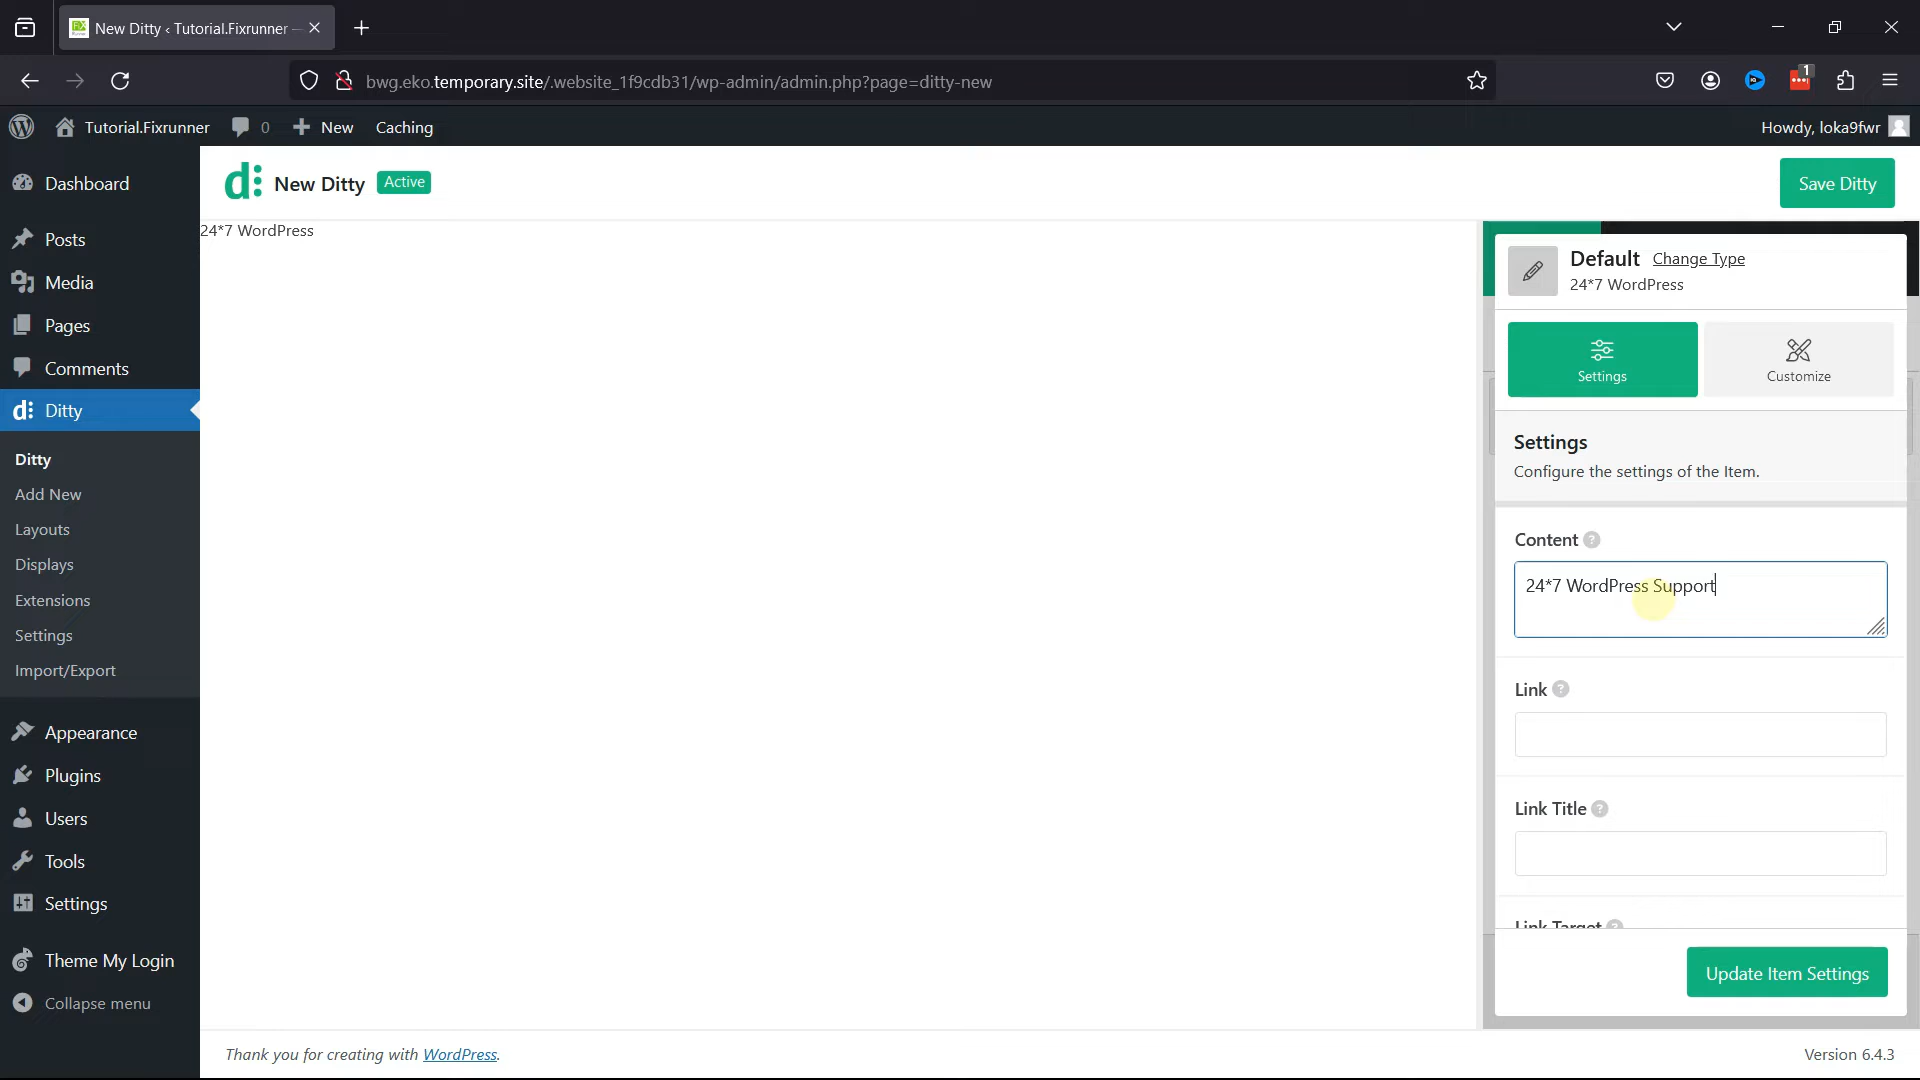 New Ditty ‹ Tutorial.Fixrunner —
bwg.eko.temporary.site/.website_1f9cdb31/wp-admin/admin.php?page=ditty-new
1
Tutorial.Fixrunner
0
New
Caching
Howdy, loka9fwr
Dashboard
Posts
Media
Pages
Comments
Ditty
Ditty
Add New
Layouts
Displays
Extensions
Settings
Import/Export
Appearance
Plugins
Users
Tools
Settings
Theme My Login
Collapse menu
d: New Ditty Active
Save Ditty
24*7 WordPress
Default Change Type
24*7 WordPress
Settings
Customize
Settings
Configure the settings of the Item.
Content ?
24*7 WordPress Support
Link ?
Link Title ?
Link Target ?
Update Item Settings
Thank you for creating with WordPress.
Version 6.4.3